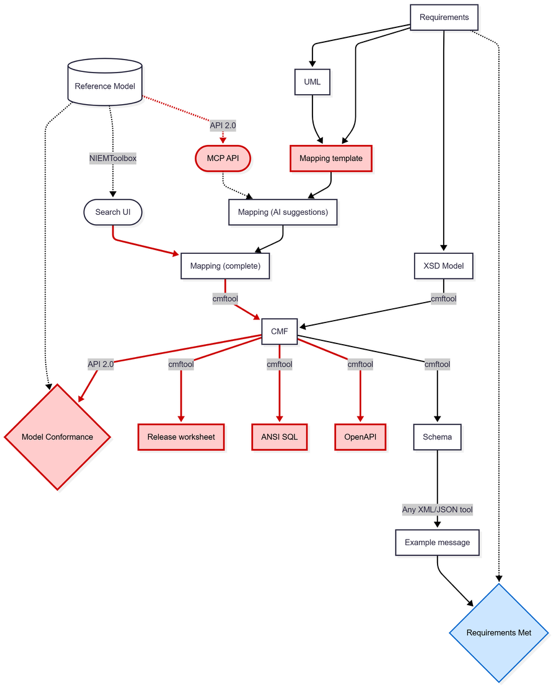 Requirements
UML
Reference Model
API 2.0
MCP API
Mapping template
NIEMToolbox
Search UI
Mapping (AI suggestions)
Mapping (complete)
XSD Model
cmftool
cmftool
CMF
API 2.0
cmftool
cmftool
cmftool
cmftool
Model Conformance
Release worksheet
ANSI SQL
OpenAPI
Schema
Any XML/JSON tool
Example message
Requirements Met